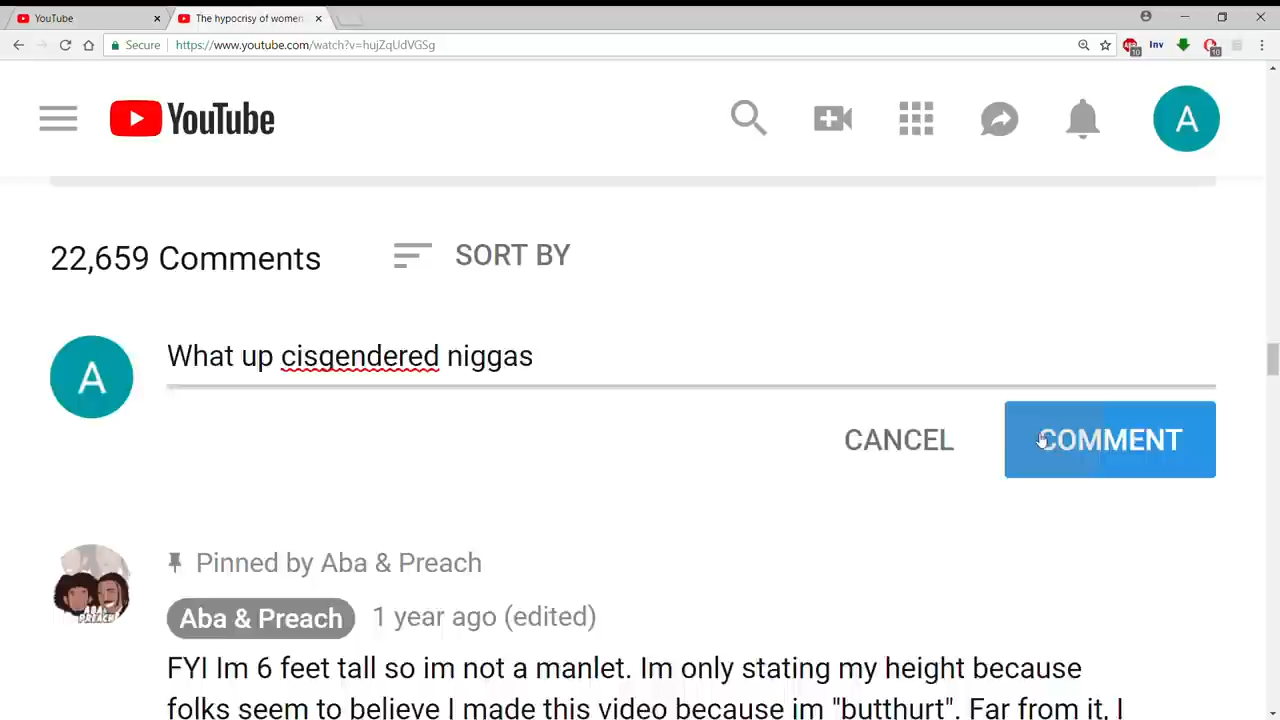 YouTube
The hypocrisy of women
Secure
https://www.youtube.com/watch?v=hujZqUdVGSg
10
Inv
10
YouTube
A
22,659 Comments
SORT BY
A
What up cisgendered niggas
CANCEL
COMMENT
Pinned by Aba & Preach
Aba & Preach
1 year ago (edited)
FYI Im 6 feet tall so im not a manlet. Im only stating my height because
folks seem to believe I made this video because im "butthurt". Far from it, I